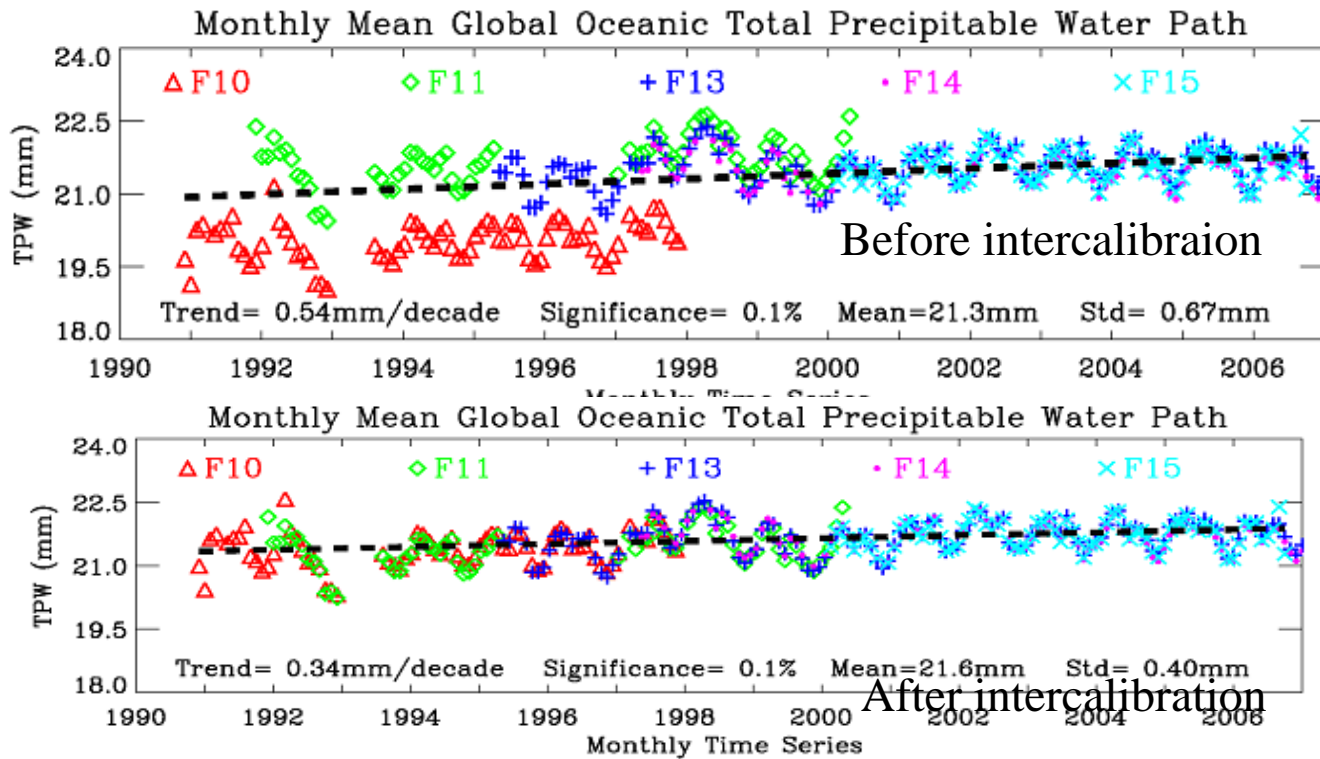 Monthly Mean Global Oceanic Total Precipitable Water Path
24.0
F10 F11 F13 F14 F15
22.5
TPW (mm)
21.0
Before intercalibraion
19.5
Trend= 0.54mm/decade Significance= 0.1% Mean=21.3mm Std= 0.67mm
18.0
1990 1992 1994 1996 1998 2000 2002 2004 2006
Monthly Time Series
Monthly Mean Global Oceanic Total Precipitable Water Path
24.0
F10 F11 F13 F14 F15
22.5
TPW (mm)
21.0
19.5
Trend= 0.34mm/decade Significance= 0.1% Mean=21.6mm Std= 0.40mm
18.0
After intercalibration
1990 1992 1994 1996 1998 2000 2002 2004 2006
Monthly Time Series